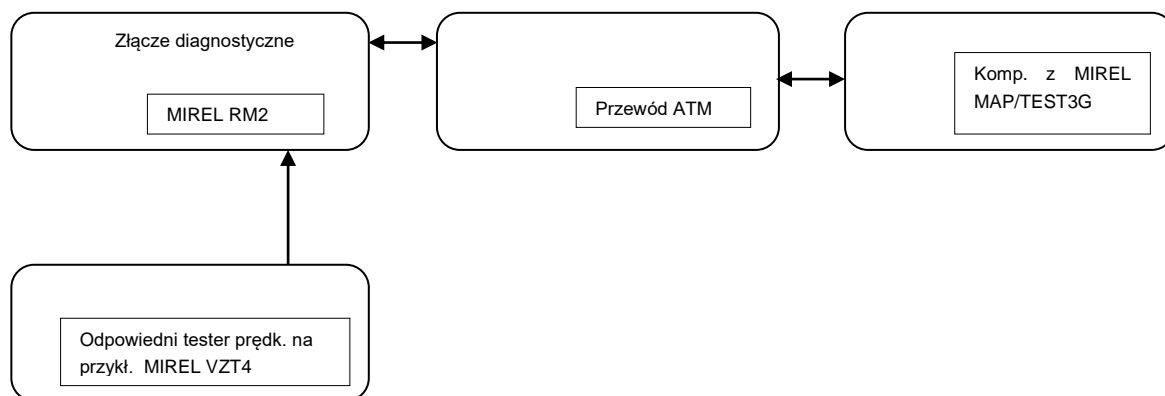 Złącze diagnostyczne
MIREL RM2
Przewód ATM
Komp. z MIREL
MAP/TEST3G
Odpowiedni tester prędk. na
przykł. MIREL VZT4